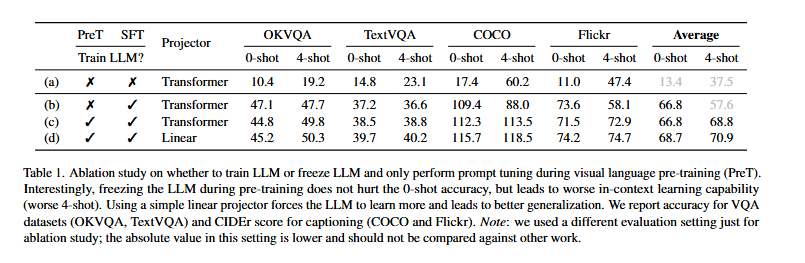 PreT SFT Projector OKVQA TextVQA COCO Flickr Average
Train LLM? 0-shot 4-shot 0-shot 4-shot 0-shot 4-shot 0-shot 4-shot 0-shot 4-shot
(a) ✗ ✗ Transformer 10.4 19.2 14.8 23.1 17.4 60.2 11.0 47.4 13.4 37.5
(b) ✗ ✓ Transformer 47.1 47.7 37.2 36.6 109.4 88.0 73.6 58.1 66.8 57.6
(c) ✓ ✓ Transformer 44.8 49.8 38.5 38.8 112.3 113.5 71.5 72.9 66.8 68.8
(d) ✓ ✓ Linear 45.2 50.3 39.7 40.2 115.7 118.5 74.2 74.7 68.7 70.9
Table 1. Ablation study on whether to train LLM or freeze LLM and only perform prompt tuning during visual language pre-training (PreT).
Interestingly, freezing the LLM during pre-training does not hurt the 0-shot accuracy, but leads to worse in-context learning capability
(worse 4-shot). Using a simple linear projector forces the LLM to learn more and leads to better generalization. We report accuracy for VQA
datasets (OKVQA, TextVQA) and CIDEr score for captioning (COCO and Flickr). Note: we used a different evaluation setting just for
ablation study; the absolute value in this setting is lower and should not be compared against other work.